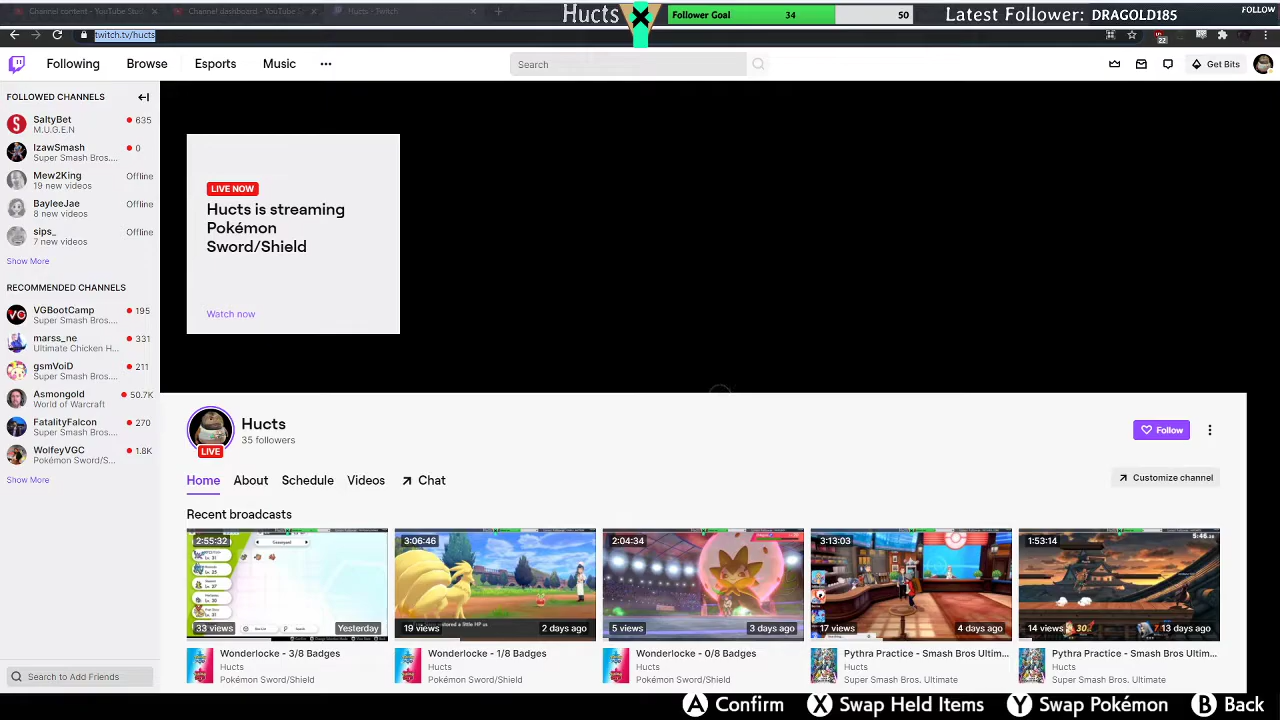 Channel content - YouTube Studi
Channel dashboard - YouTube S
Hucts - Twitch
Hucts
Follower Goal
34
50
Latest Follower: DRAGOLD185
FOLLOW
twitch.tv/hucts
22
Following
Browse
Esports
Music
Search
Get Bits
FOLLOWED CHANNELS
SaltyBet
635
M.U.G.E.N
IzawSmash
0
Super Smash Bros....
Mew2King
Offline
19 new videos
BayleeJae
Offline
8 new videos
sips_
Offline
7 new videos
Show More
RECOMMENDED CHANNELS
VGBootCamp
195
Super Smash Bros....
marss_ne
331
Ultimate Chicken H...
gsmVoiD
211
Super Smash Bros....
Asmongold
50.7K
World of Warcraft
FatalityFalcon
270
Super Smash Bros....
WolfeyVGC
1.8K
Pokémon Sword/S...
Show More
Search to Add Friends
LIVE NOW
Hucts is streaming
Pokémon
Sword/Shield
Watch now
LIVE
Hucts
35 followers
Follow
Home
About
Schedule
Videos
Chat
Customize channel
Recent broadcasts
2:55:32
33 views
Yesterday
Wonderlocke - 3/8 Badges
Hucts
Pokémon Sword/Shield
3:06:46
19 views
2 days ago
Wonderlocke - 1/8 Badges
Hucts
Pokémon Sword/Shield
2:04:34
5 views
3 days ago
Wonderlocke - 0/8 Badges
Hucts
Pokémon Sword/Shield
3:13:03
17 views
4 days ago
Pythra Practice - Smash Bros Ultim...
Hucts
Super Smash Bros. Ultimate
1:53:14
14 views
13 days ago
Pythra Practice - Smash Bros Ultim...
Hucts
Super Smash Bros. Ultimate
A Confirm
X Swap Held Items
Y Swap Pokémon
B Back